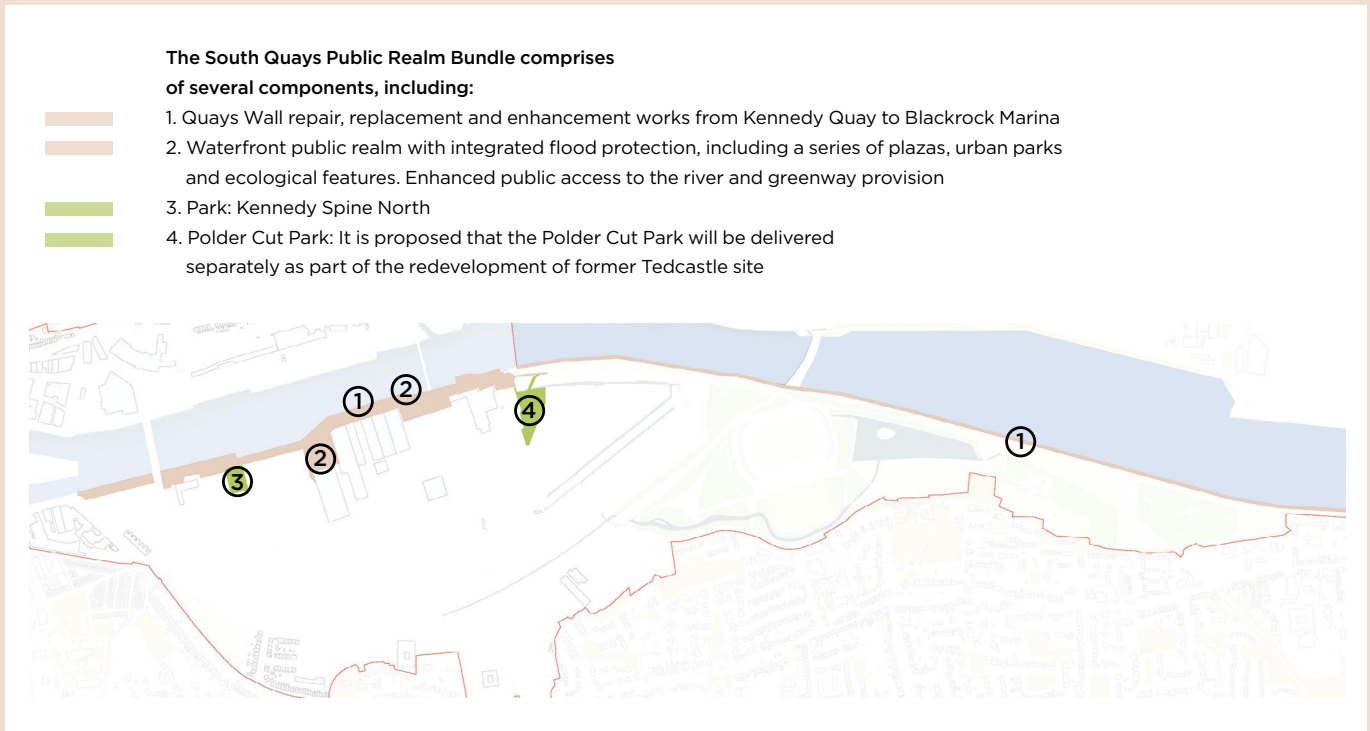 The South Quays Public Realm Bundle comprises
of several components, including:
1. Quays Wall repair, replacement and enhancement works from Kennedy Quay to Blackrock Marina
2. Waterfront public realm with integrated flood protection, including a series of plazas, urban parks
and ecological features. Enhanced public access to the river and greenway provision
3. Park: Kennedy Spine North
4. Polder Cut Park: It is proposed that the Polder Cut Park will be delivered
separately as part of the redevelopment of former Tedcastle site
2
1
4
1
2
3